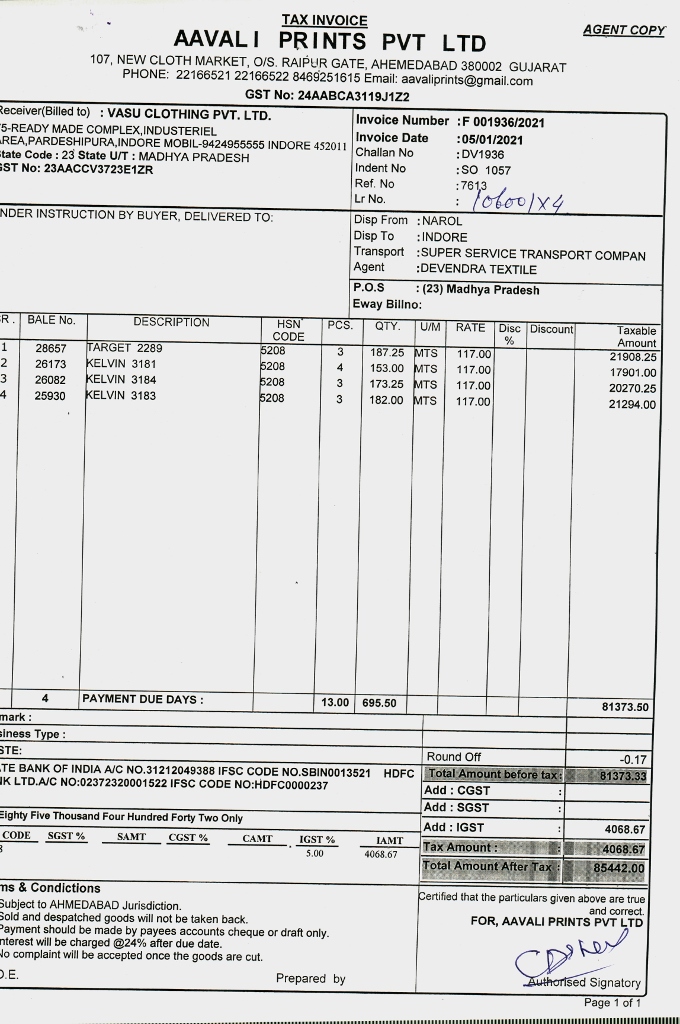 TAX INVOICE
AGENT COPY
AAVALI PRINTS PVT LTD
107, NEW CLOTH MARKET, O/S. RAIPUR GATE, AHEMEDABAD 380002 GUJARAT
PHONE: 22166521 22166522 8469251615 Email: aavaliprints@gmail.com
GST No: 24AABCA3119J1Z2
Receiver(Billed to) : VASU CLOTHING PVT. LTD.
5-READY MADE COMPLEX,INDUSTERIEL
AREA,PARDESHIPURA,INDORE MOBIL-9424955555 INDORE 452011
State Code : 23 State U/T : MADHYA PRADESH
GST No: 23AACCV3723E1ZR
Invoice Number : F 001936/2021
Invoice Date : 05/01/2021
Challan No : DV1936
Indent No : SO 1057
Ref. No : 7613
Lr No. : 10600/X4
NDER INSTRUCTION BY BUYER, DELIVERED TO:
Disp From : NAROL
Disp To : INDORE
Transport : SUPER SERVICE TRANSPORT COMPAN
Agent : DEVENDRA TEXTILE
P.O.S : (23) Madhya Pradesh
Eway Billno:
SR. BALE No. DESCRIPTION HSN CODE PCS. QTY. U/M RATE Disc % Discount Taxable Amount
1 28657 TARGET 2289 5208 3 187.25 MTS 117.00 21908.25
2 26173 KELVIN 3181 5208 4 153.00 MTS 117.00 17901.00
3 26082 KELVIN 3184 5208 3 173.25 MTS 117.00 20270.25
4 25930 KELVIN 3183 5208 3 182.00 MTS 117.00 21294.00
4 PAYMENT DUE DAYS : 13.00 695.50 81373.50
mark :
siness Type :
STE:
TE BANK OF INDIA A/C NO.31212049388 IFSC CODE NO.SBIN0013521 HDFC
NK LTD.A/C NO:02372320001522 IFSC CODE NO:HDFC0000237
Round Off -0.17
Total Amount before tax : 81373.33
Add : CGST :
Add : SGST :
Add : IGST : 4068.67
Tax Amount : 4068.67
Total Amount After Tax : 85442.00
Eighty Five Thousand Four Hundred Forty Two Only
CODE SGST % SAMT CGST % CAMT IGST % IAMT
8 5.00 4068.67
ms & Condictions
Subject to AHMEDABAD Jurisdiction.
Sold and despatched goods will not be taken back.
Payment should be made by payees accounts cheque or draft only.
nterest will be charged @24% after due date.
No complaint will be accepted once the goods are cut.
O.E.
Prepared by
Certified that the particulars given above are true
and correct.
FOR, AAVALI PRINTS PVT LTD
Authorised Signatory
Page 1 of 1